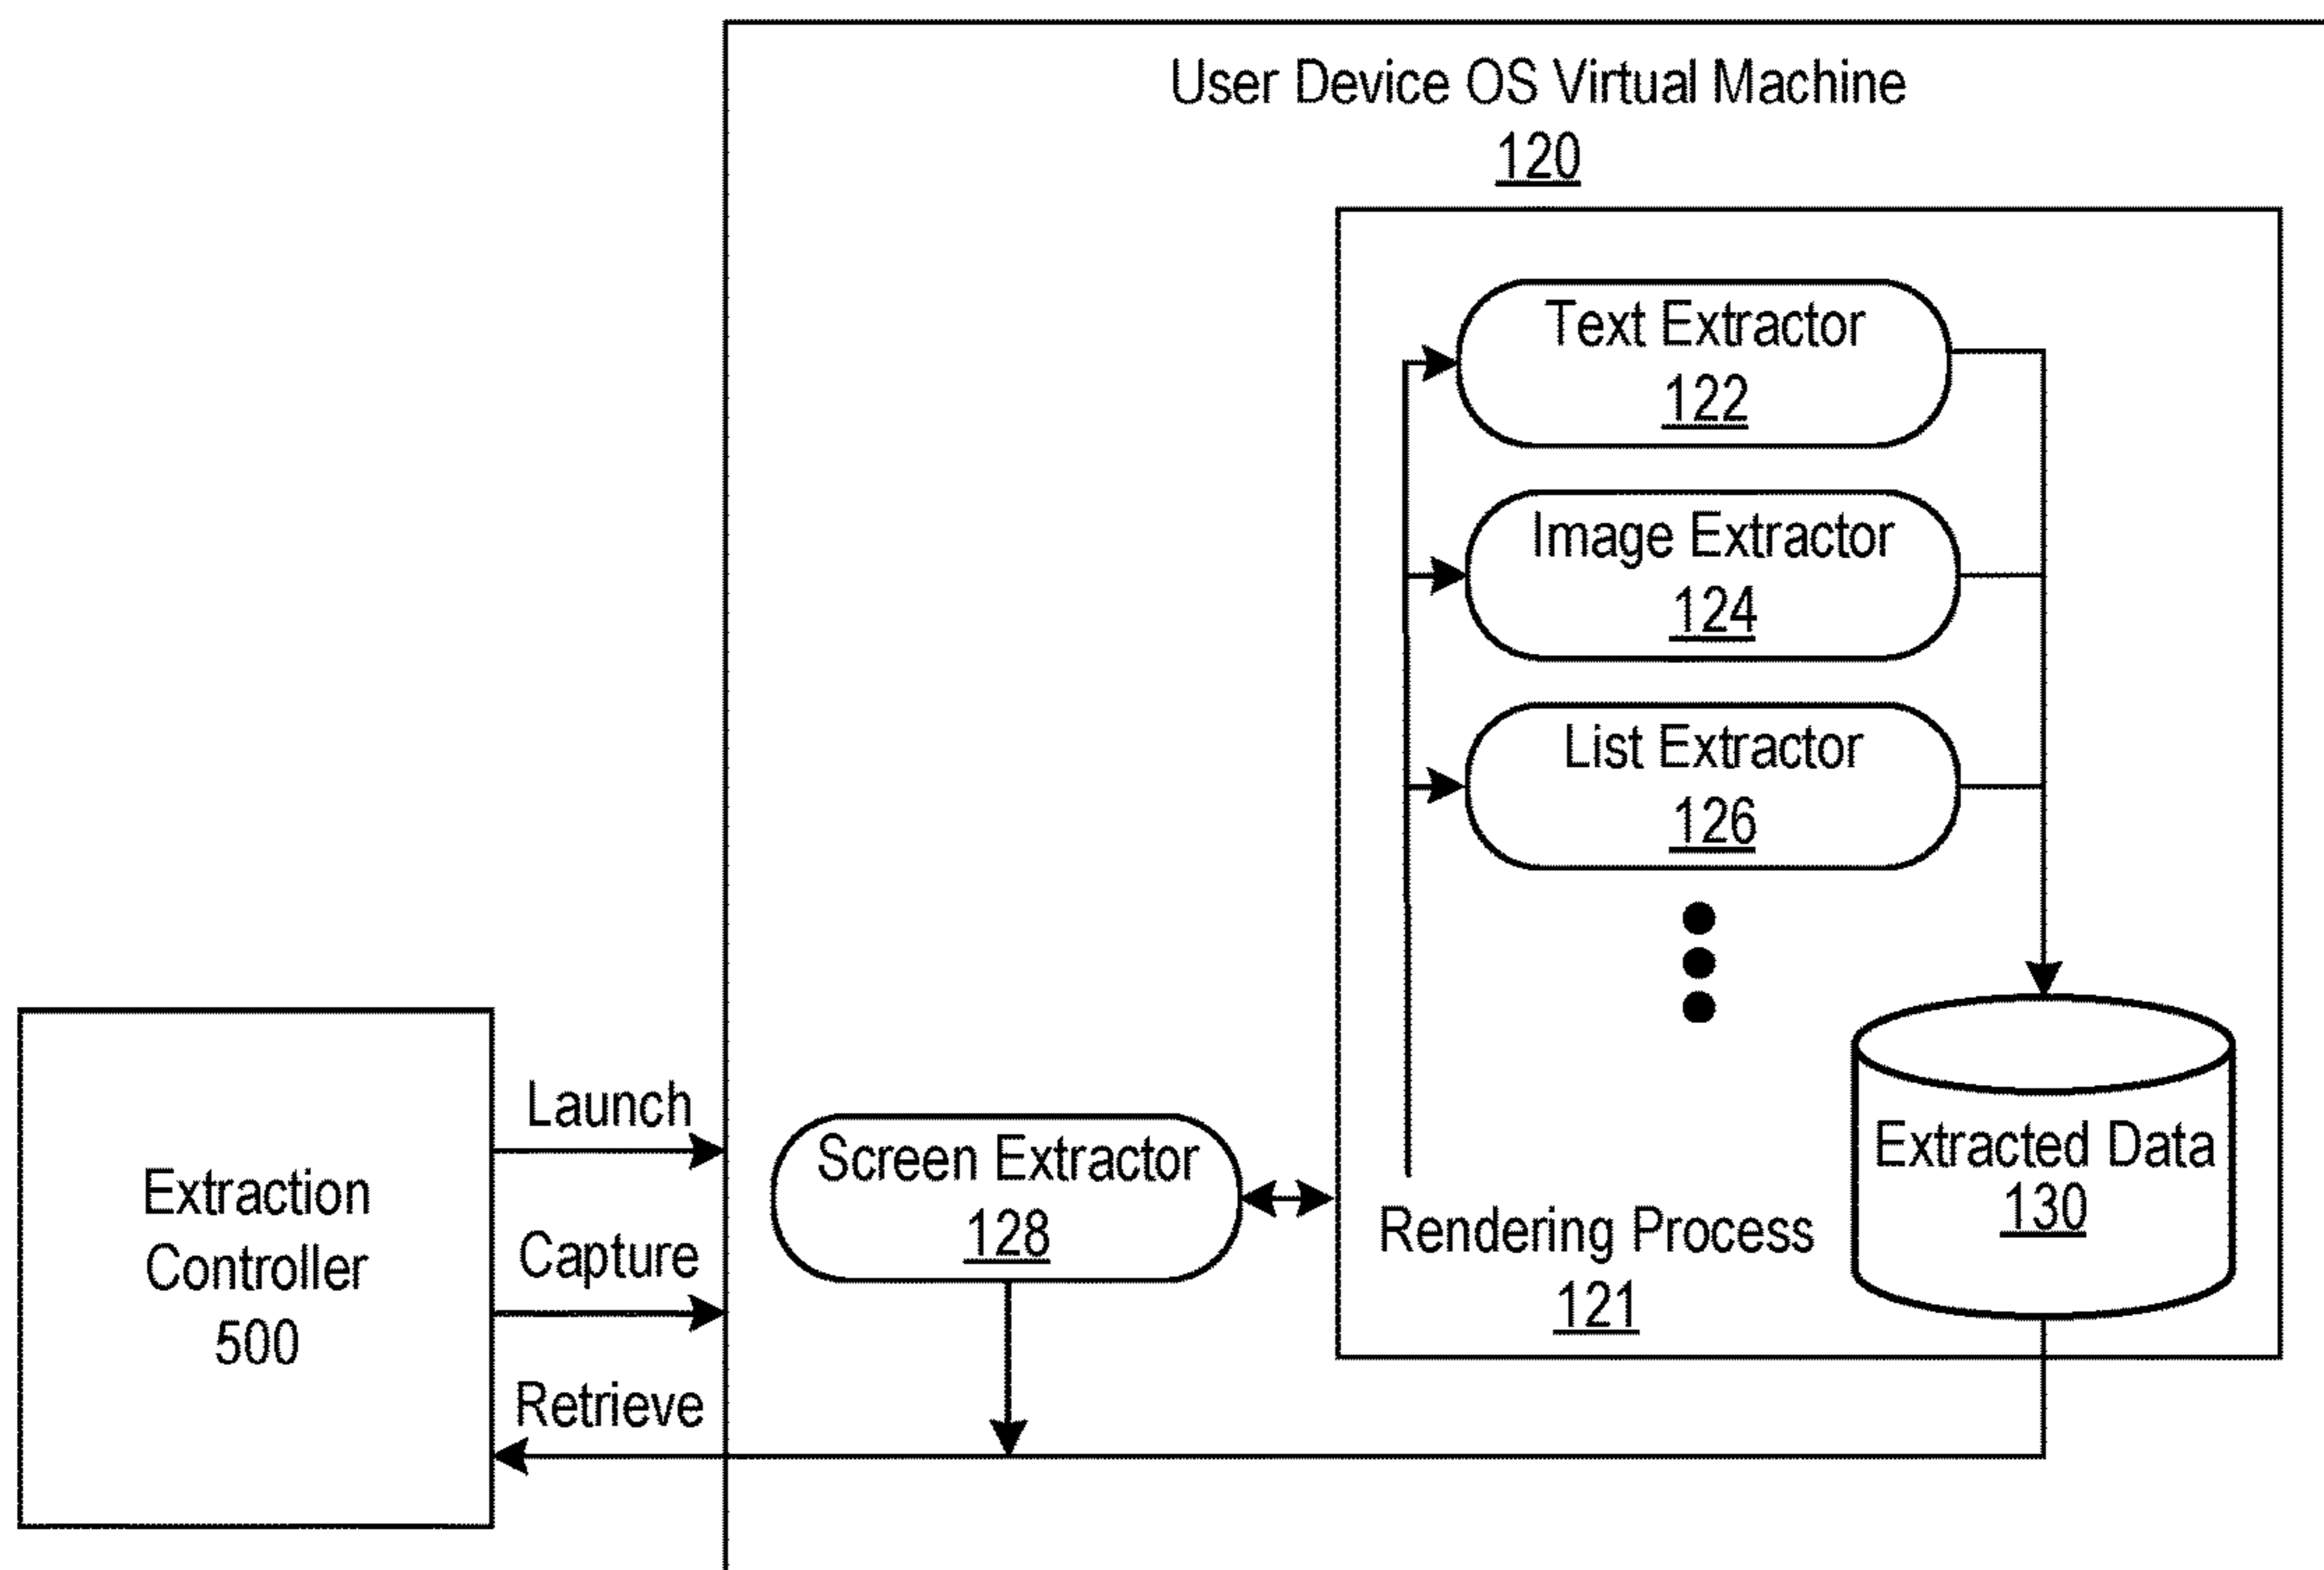 User Device OS Virtual Machine
120
Text Extractor
122
Image Extractor
124
List Extractor
126
Extraction
Controller
500
Launch
Capture
Retrieve
Screen Extractor
128
Rendering Process
121
Extracted Data
130